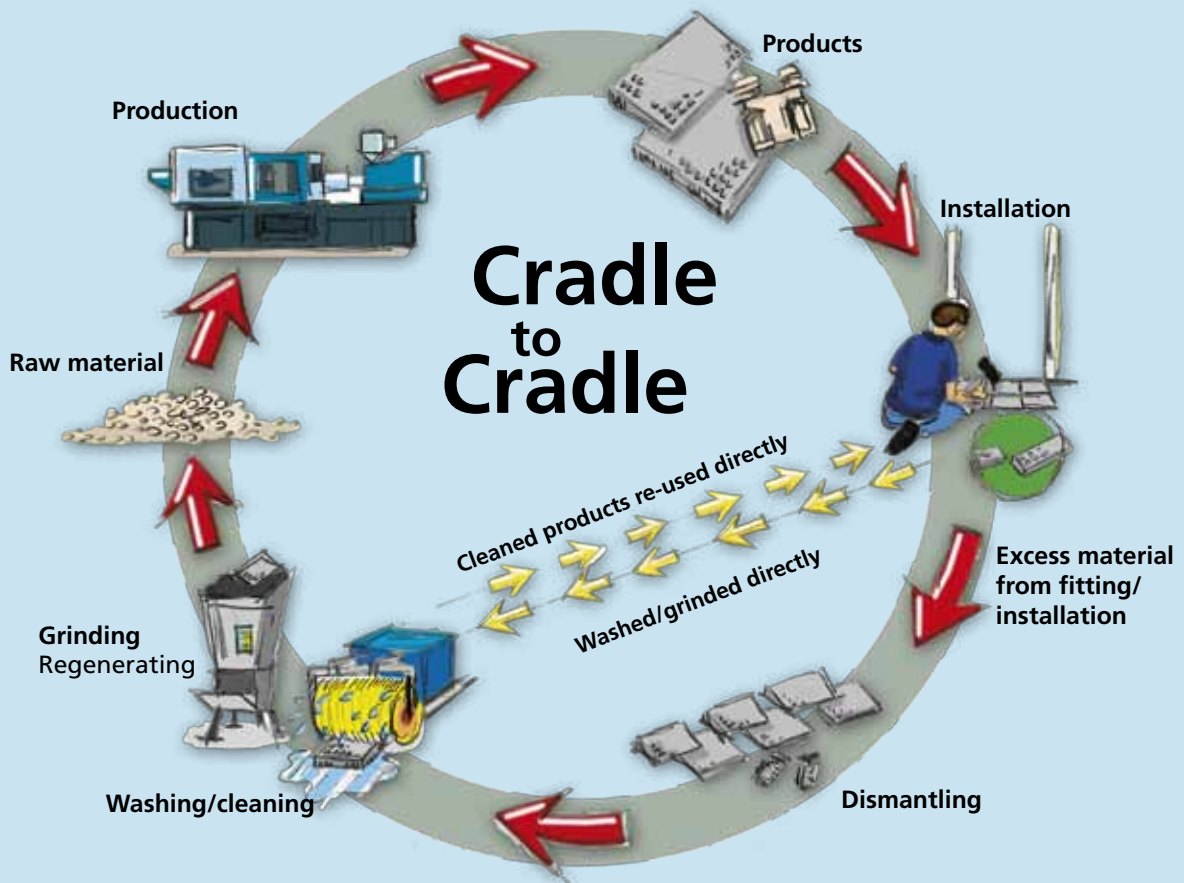 Products
Production
Installation
Cradle
to
Cradle
Raw material
Cleaned products re-used directly
Washed/grinded directly
Excess material
from fitting/
installation
Grinding
Regenerating
Washing/cleaning
Dismantling